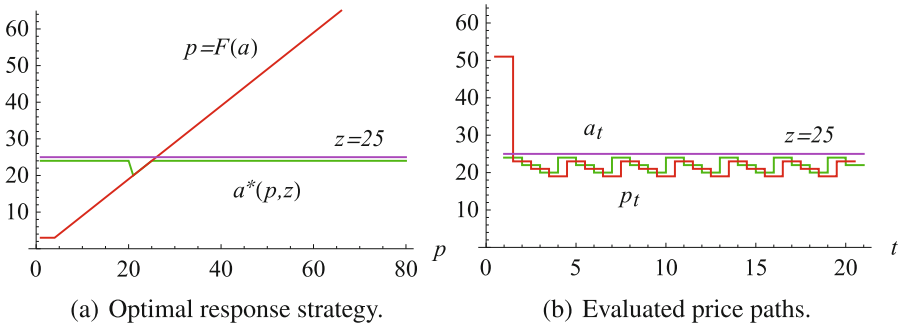 60
50
40
30
20
10
0 20 40 60 80
p
p=F(a)
z=25
a*(p,z)
(a) Optimal response strategy.
60
50
40
30
20
10
0 5 10 15 20
t
a_t
z=25
p_t
(b) Evaluated price paths.